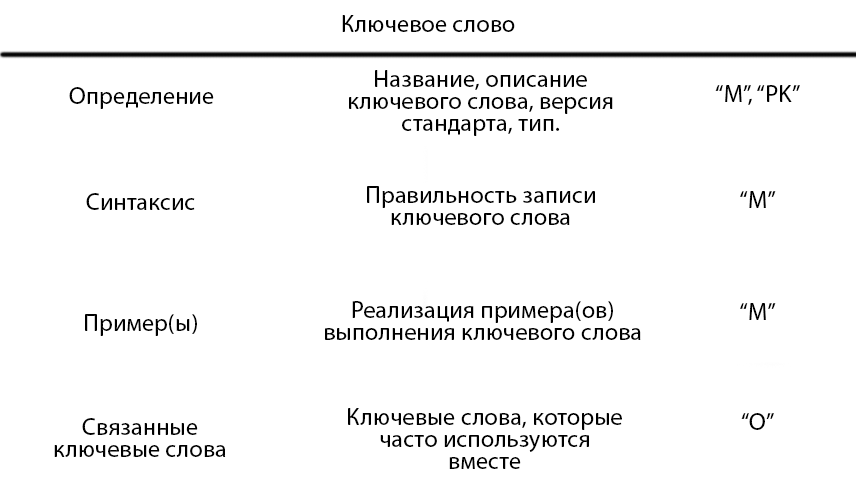 Ключевое слово
Определение
Название, описание
ключевого слова, версия
стандарта, тип.
“M”, “PK”
Синтаксис
Правильность записи
ключевого слова
“M”
Пример(ы)
Реализация примера(ов)
выполнения ключевого слова
“M”
Связанные
ключевые слова
Ключевые слова, которые
часто используются
вместе
“O”